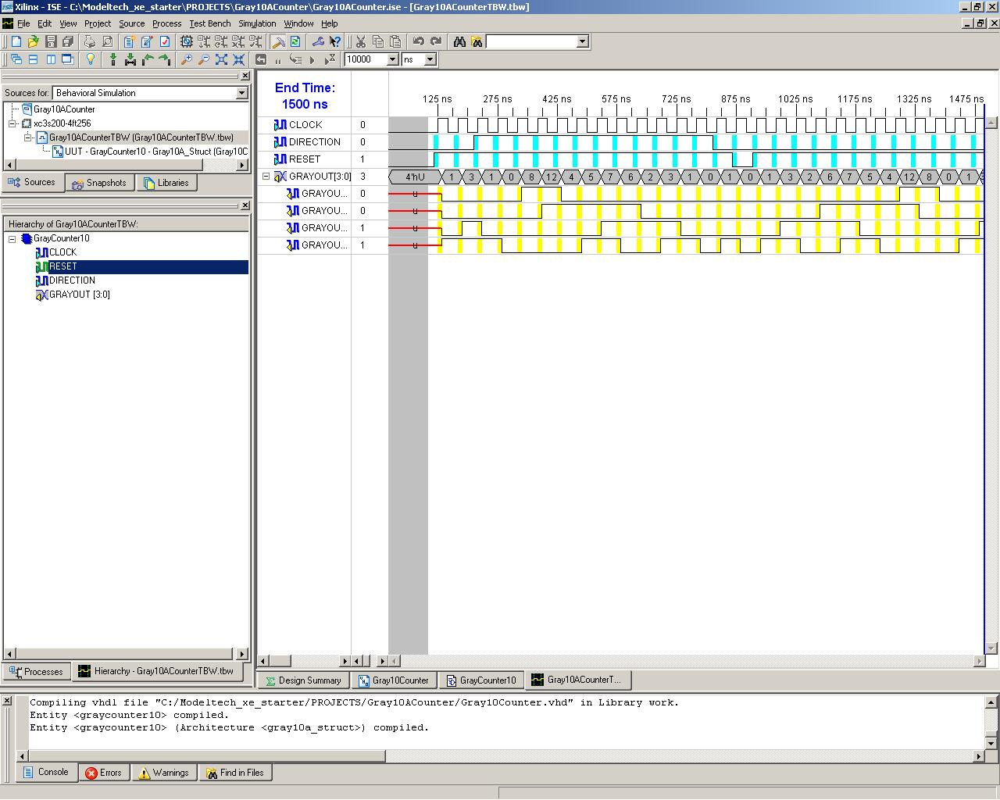 Xilinx - ISE - C:\Modeltech_xe_starter\PROJECTS\Gray10ACounter\Gray10ACounter.ise - [Gray10ACounterTBW.tbw]
File Edit View Project Source Process Test Bench Simulation Window Help
10000 ns
Sources for: Behavioral Simulation
Gray10ACounter
xc3s200-4ft256
Gray10ACounterTBW (Gray10ACounterTBW.tbw)
UUT - GrayCounter10 - Gray10A_Struct (Gray10C
Sources Snapshots Libraries
Hierarchy of Gray10ACounterTBW:
GrayCounter10
CLOCK
RESET
DIRECTION
GRAYOUT [3:0]
Processes Hierarchy - Gray10ACounterTBW.tbw
End Time:
1500 ns
125 ns 275 ns 425 ns 575 ns 725 ns 875 ns 1025 ns 1175 ns 1325 ns 1475 ns
CLOCK 0
DIRECTION 0
RESET 1
GRAYOUT[3:0] 3 4'hU 1 3 1 0 8 12 4 5 7 6 2 3 1 0 1 0 1 3 2 6 7 5 4 12 8 0 1
GRAYOU... 0 u
GRAYOU... 0 u
GRAYOU... 1 u
GRAYOU... 1 u
Design Summary Gray10Counter GrayCounter10 Gray10ACounterT...
Compiling vhdl file "C:/Modeltech_xe_starter/PROJECTS/Gray10ACounter/Gray10Counter.vhd" in Library work.
Entity <graycounter10> compiled.
Entity <graycounter10> (Architecture <gray10a_struct>) compiled.
Console Errors Warnings Find in Files